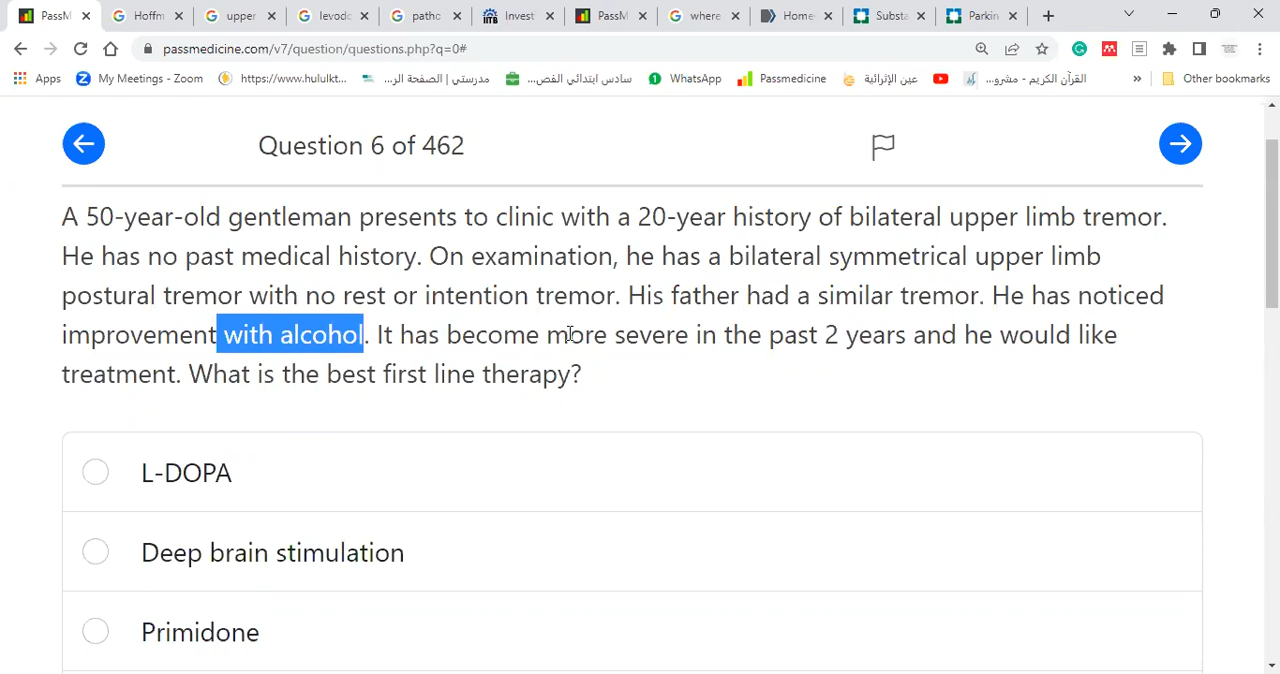 PassM Hoffm upper levodo patho Invest PassM where Home Substa Parkin
passmedicine.com/v7/question/questions.php?q=0#
Apps My Meetings - Zoom https://www.hululkt... مدرستي | الصفحة الر... سادس ابتدائي الفص... WhatsApp Passmedicine عين الإثرائية القرآن الكريم - مشرو... » Other bookmarks
Question 6 of 462
A 50-year-old gentleman presents to clinic with a 20-year history of bilateral upper limb tremor.
He has no past medical history. On examination, he has a bilateral symmetrical upper limb
postural tremor with no rest or intention tremor. His father had a similar tremor. He has noticed
improvement with alcohol. It has become more severe in the past 2 years and he would like
treatment. What is the best first line therapy?
L-DOPA
Deep brain stimulation
Primidone